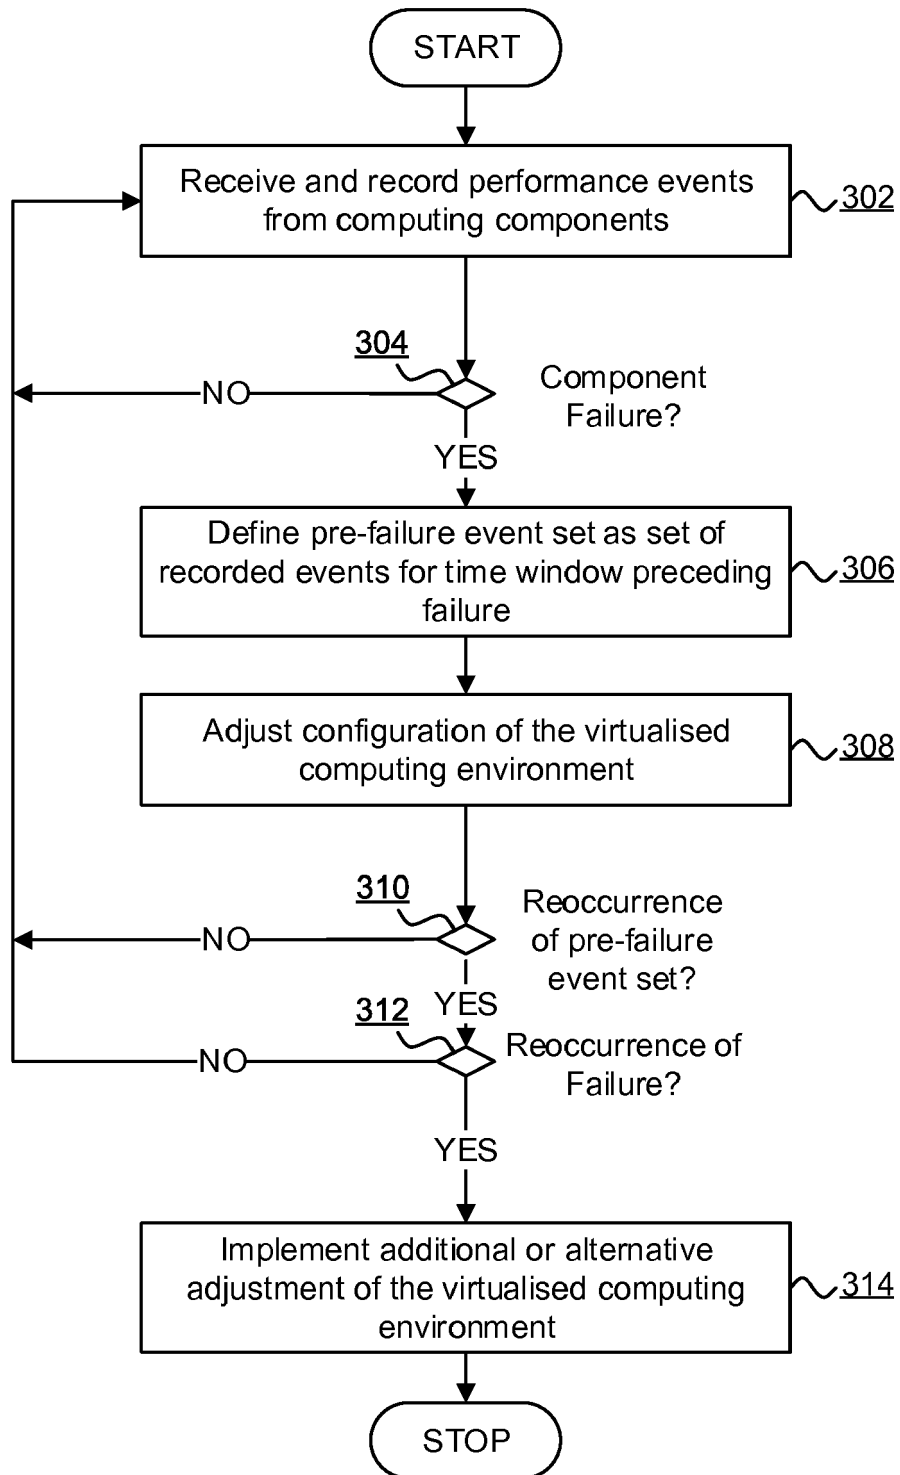 START
Receive and record performance events
from computing components
302
304
NO
Component
Failure?
YES
Define pre-failure event set as set of
recorded events for time window preceding
failure
306
Adjust configuration of the virtualised
computing environment
308
310
NO
Reoccurrence
of pre-failure
event set?
YES
312
NO
Reoccurrence of
Failure?
YES
Implement additional or alternative
adjustment of the virtualised computing
environment
314
STOP